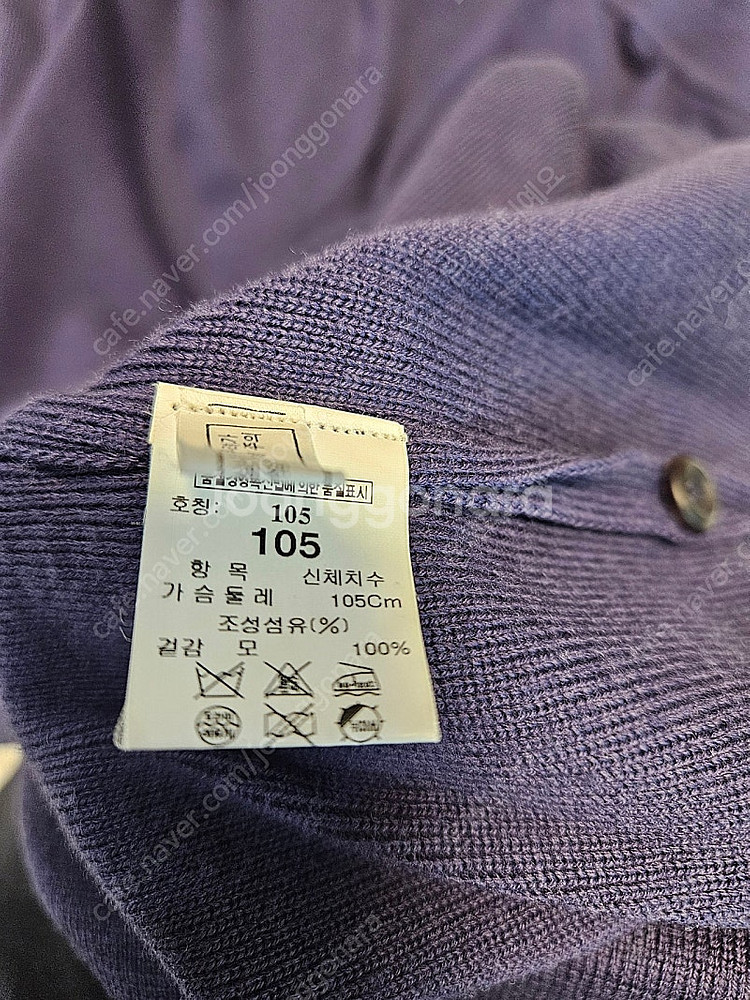 품질경영촉진법에 의한 품질표시
호칭: 105
105
항 목 신체치수
가 슴 둘 레 105Cm
조성섬유(%)
겉감 모 100%
joonggonara
cafe.naver.com/joonggonara